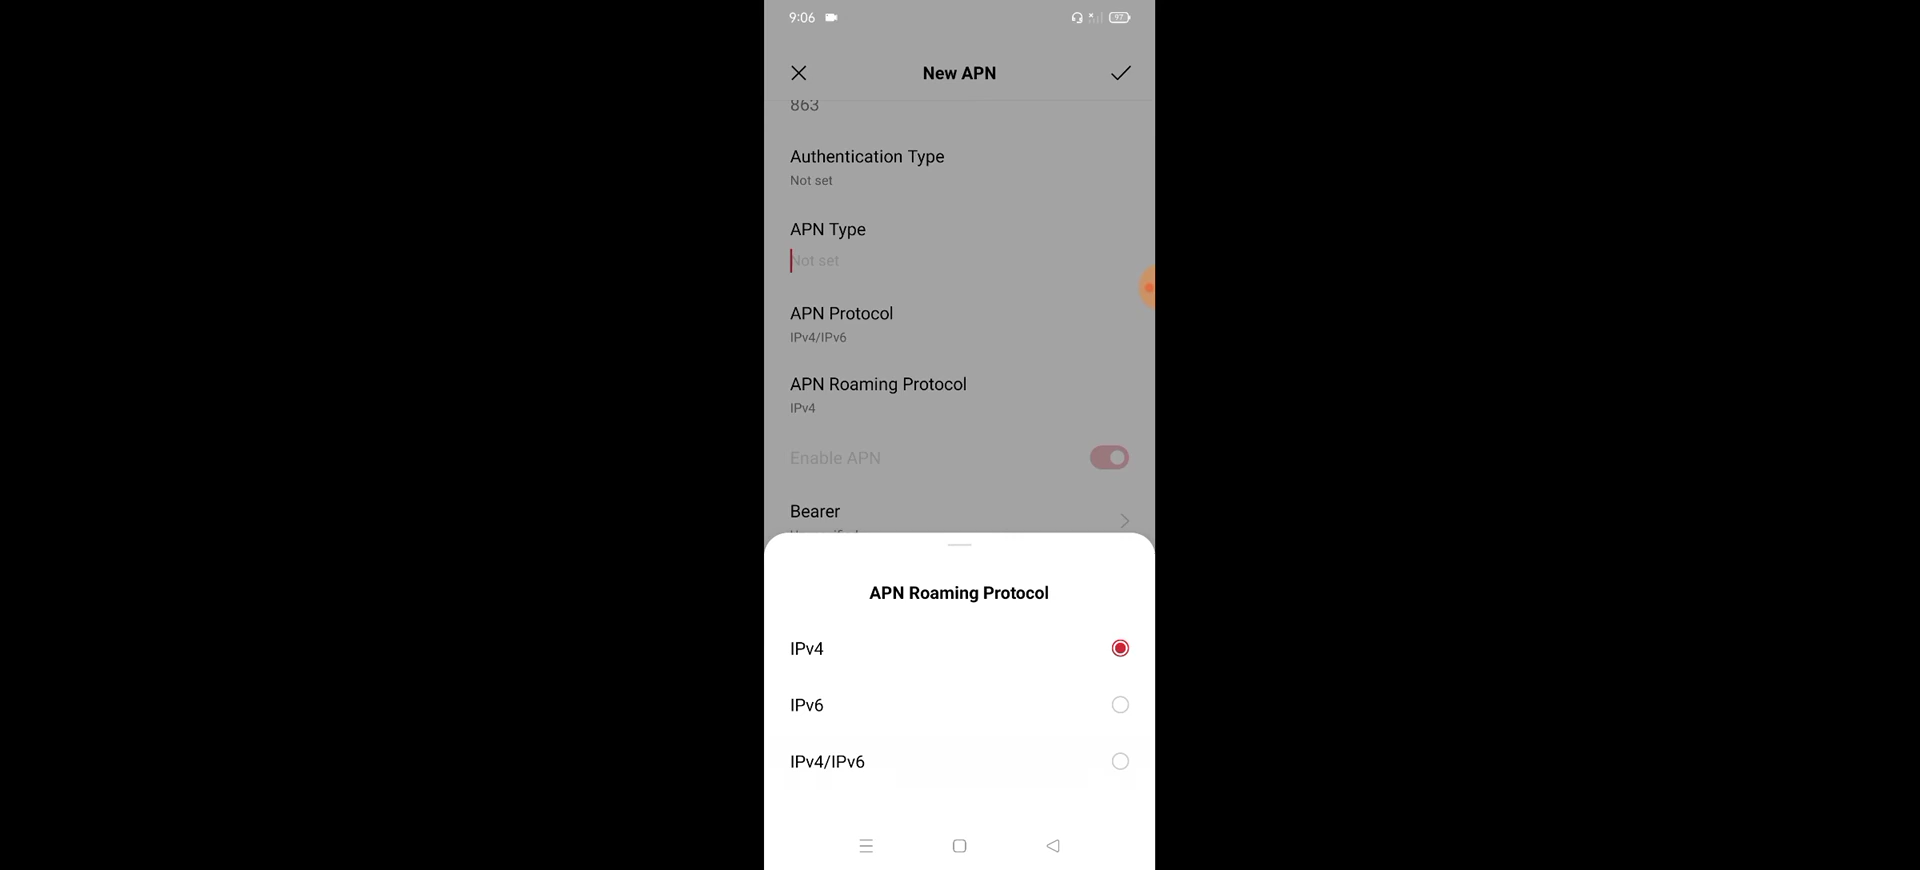 9:06
97
New APN
863
Authentication Type
Not set
APN Type
Not set
APN Protocol
IPv4/IPv6
APN Roaming Protocol
IPv4
Enable APN
Bearer
APN Roaming Protocol
IPv4
IPv6
IPv4/IPv6